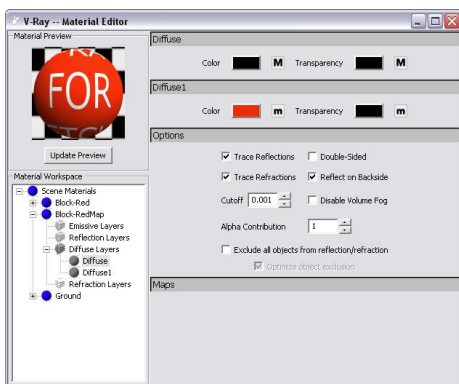 V-Ray -- Material Editor
Material Preview
FOR
Update Preview
Material Workspace
Scene Materials
Block-Red
Block-RedMap
Emissive Layers
Reflection Layers
Diffuse Layers
Diffuse
Diffuse1
Refraction Layers
Ground
Diffuse
Color M Transparency M
Diffuse1
Color m Transparency m
Options
Trace Reflections Double-Sided
Trace Refractions Reflect on Backside
Cutoff 0.001 Disable Volume Fog
Alpha Contribution 1
Exclude all objects from reflection/refraction
Optimize object exclusion
Maps